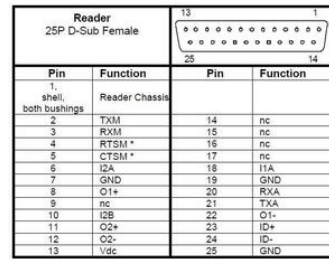 Reader
25P D-Sub Female
13 1
25 14
Pin Function Pin Function
1,
shell,
both bushings Reader Chassis
2 TXM 14 nc
3 RXM 15 nc
4 RTSM * 16 nc
5 CTSM * 17 nc
6 I2A 18 I1A
7 GND 19 GND
8 O1+ 20 RXA
9 nc 21 TXA
10 I2B 22 O1-
11 O2+ 23 ID+
12 O2- 24 ID-
13 Vdc 25 GND